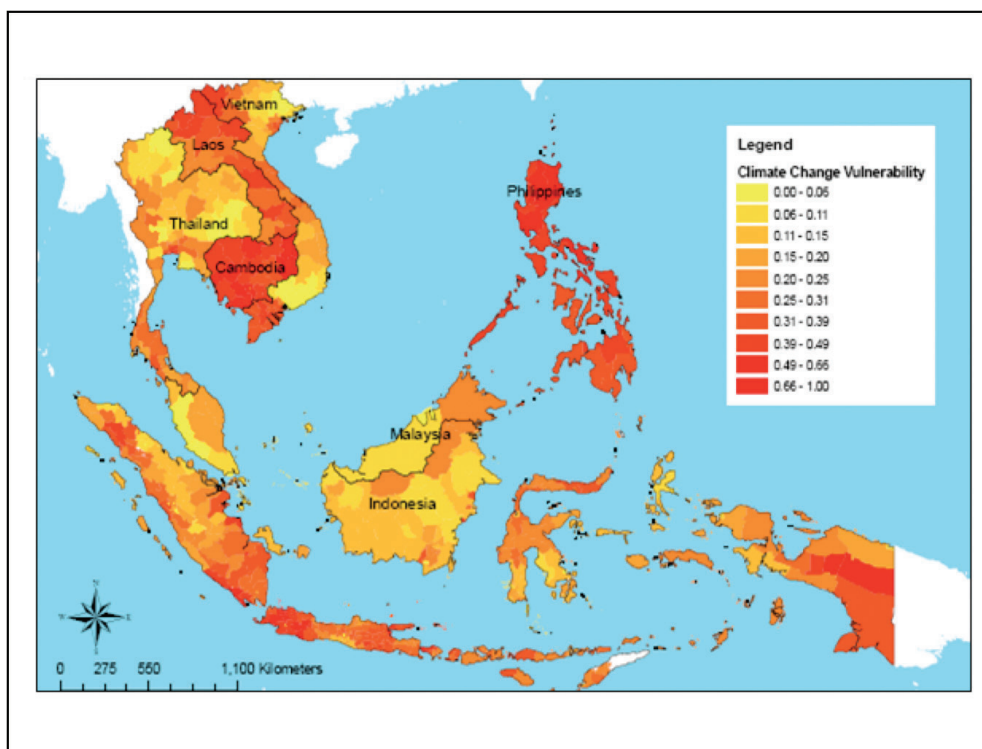 Vietnam
Laos
Thailand
Cambodia
Philippines
Malaysia
Indonesia
Legend
Climate Change Vulnerability
0.00 - 0.06
0.06 - 0.11
0.11 - 0.15
0.15 - 0.20
0.20 - 0.25
0.25 - 0.31
0.31 - 0.39
0.39 - 0.49
0.49 - 0.66
0.66 - 1.00
N
W E
S
0 275 550 1,100 Kilometers